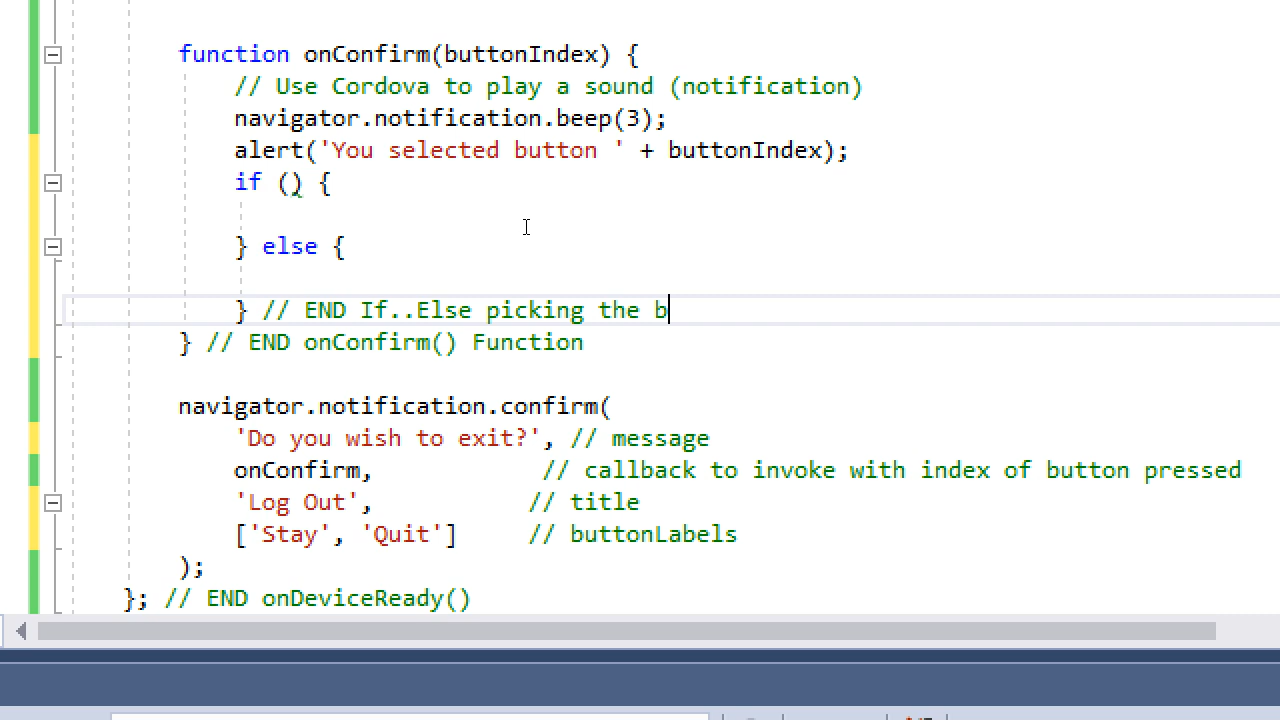 function onConfirm(buttonIndex) {
// Use Cordova to play a sound (notification)
navigator.notification.beep(3);
alert('You selected button ' + buttonIndex);
if () {
} else {
} // END If..Else picking the b
} // END onConfirm() Function
navigator.notification.confirm(
'Do you wish to exit?', // message
onConfirm, // callback to invoke with index of button pressed
'Log Out', // title
['Stay', 'Quit'] // buttonLabels
);
}; // END onDeviceReady()